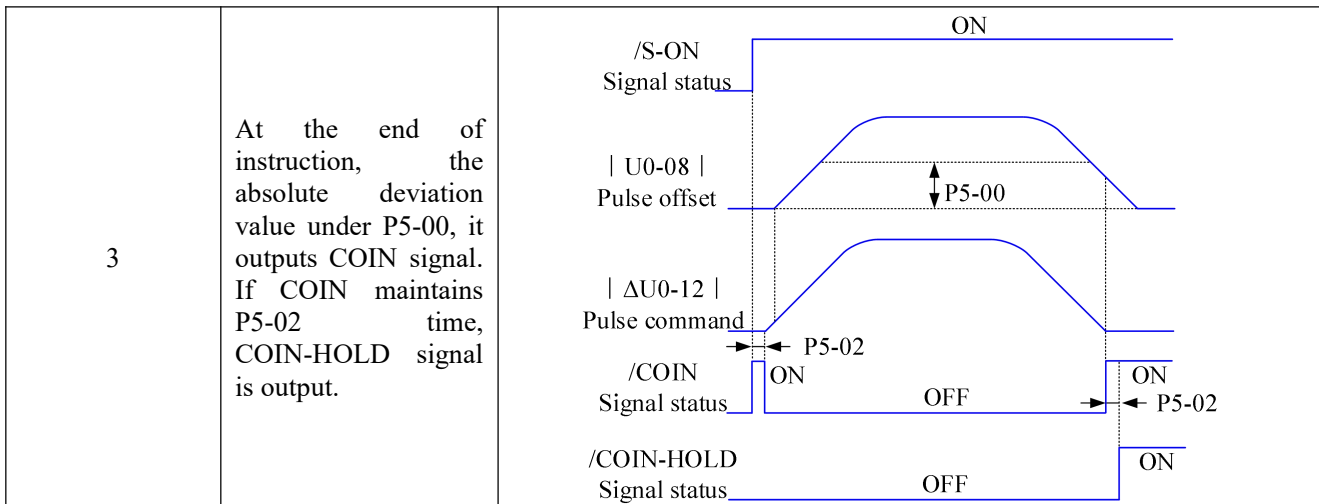 3
At the end of
instruction, the
absolute deviation
value under P5-00, it
outputs COIN signal.
If COIN maintains
P5-02 time,
COIN-HOLD signal
is output.
ON
/S-ON
Signal status
| U0-08 |
Pulse offset
P5-00
| ΔU0-12 |
Pulse command
P5-02
/COIN
Signal status
ON
OFF
ON
P5-02
/COIN-HOLD
Signal status
OFF
ON